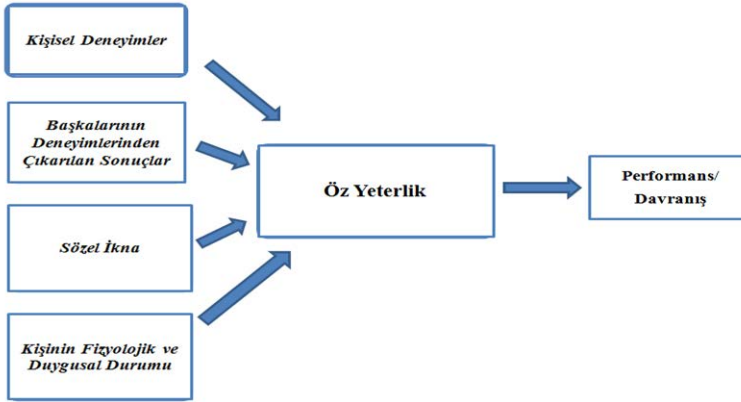 Kişisel Deneyimler
Başkalarının
Deneyimlerinden
Çıkarılan Sonuçlar
Sözel İkna
Kişinin Fizyolojik ve
Duygusal Durumu
Öz Yeterlik
Performans/
Davranış